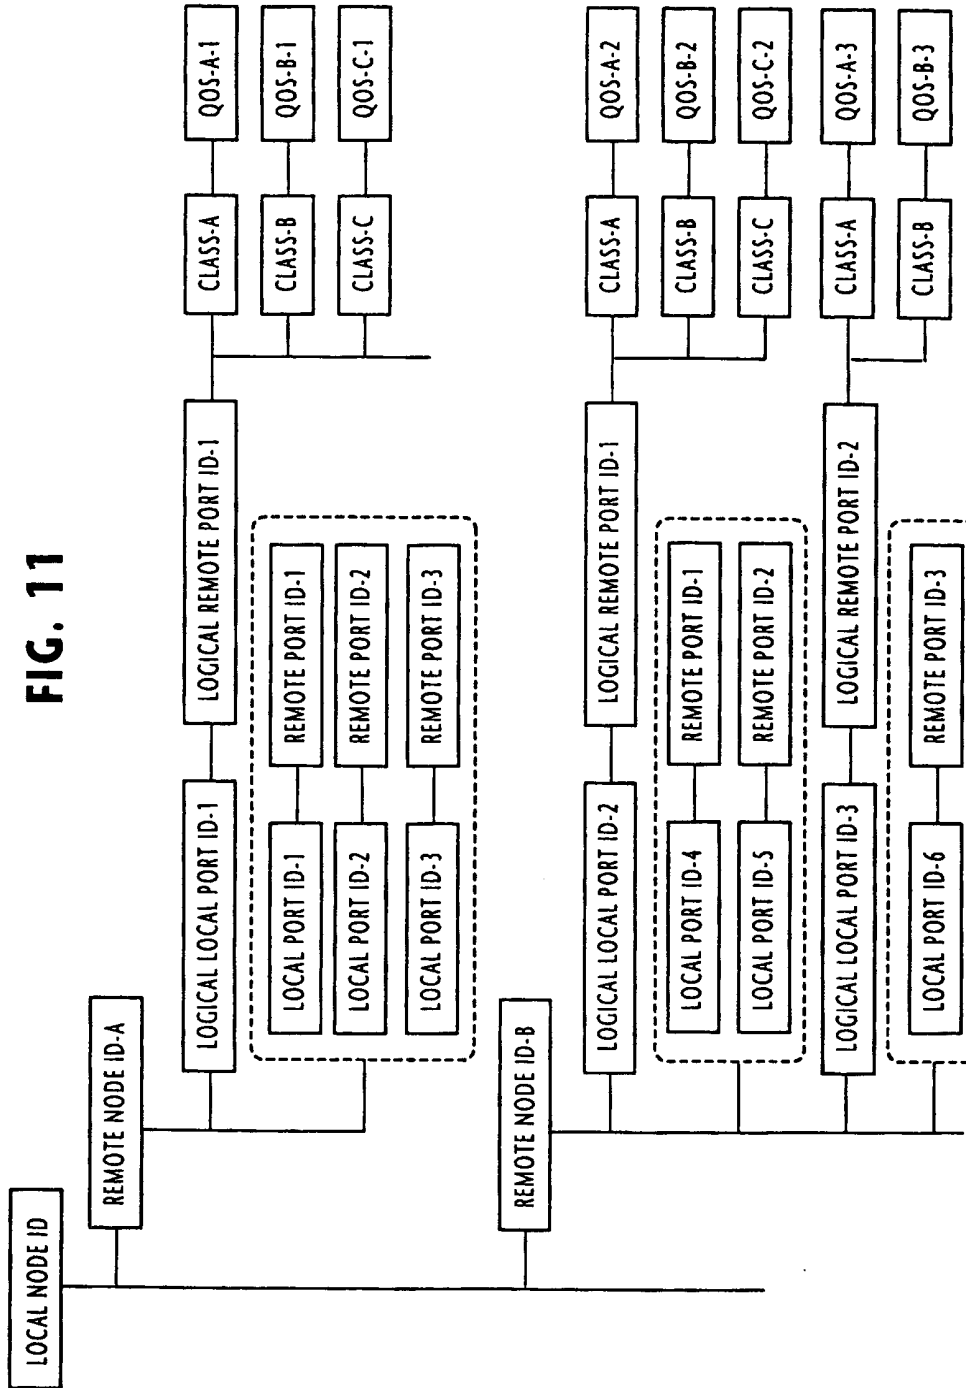 FIG. 11
LOCAL NODE ID
REMOTE NODE ID-A
LOGICAL LOCAL PORT ID-1
LOGICAL REMOTE PORT ID-1
CLASS-A
QOS-A-1
CLASS-B
QOS-B-1
CLASS-C
QOS-C-1
LOCAL PORT ID-1
REMOTE PORT ID-1
LOCAL PORT ID-2
REMOTE PORT ID-2
LOCAL PORT ID-3
REMOTE PORT ID-3
REMOTE NODE ID-B
LOGICAL LOCAL PORT ID-2
LOGICAL REMOTE PORT ID-1
CLASS-A
QOS-A-2
CLASS-B
QOS-B-2
CLASS-C
QOS-C-2
LOCAL PORT ID-4
REMOTE PORT ID-1
LOCAL PORT ID-5
REMOTE PORT ID-2
LOGICAL LOCAL PORT ID-3
LOGICAL REMOTE PORT ID-2
CLASS-A
QOS-A-3
CLASS-B
QOS-B-3
LOCAL PORT ID-6
REMOTE PORT ID-3